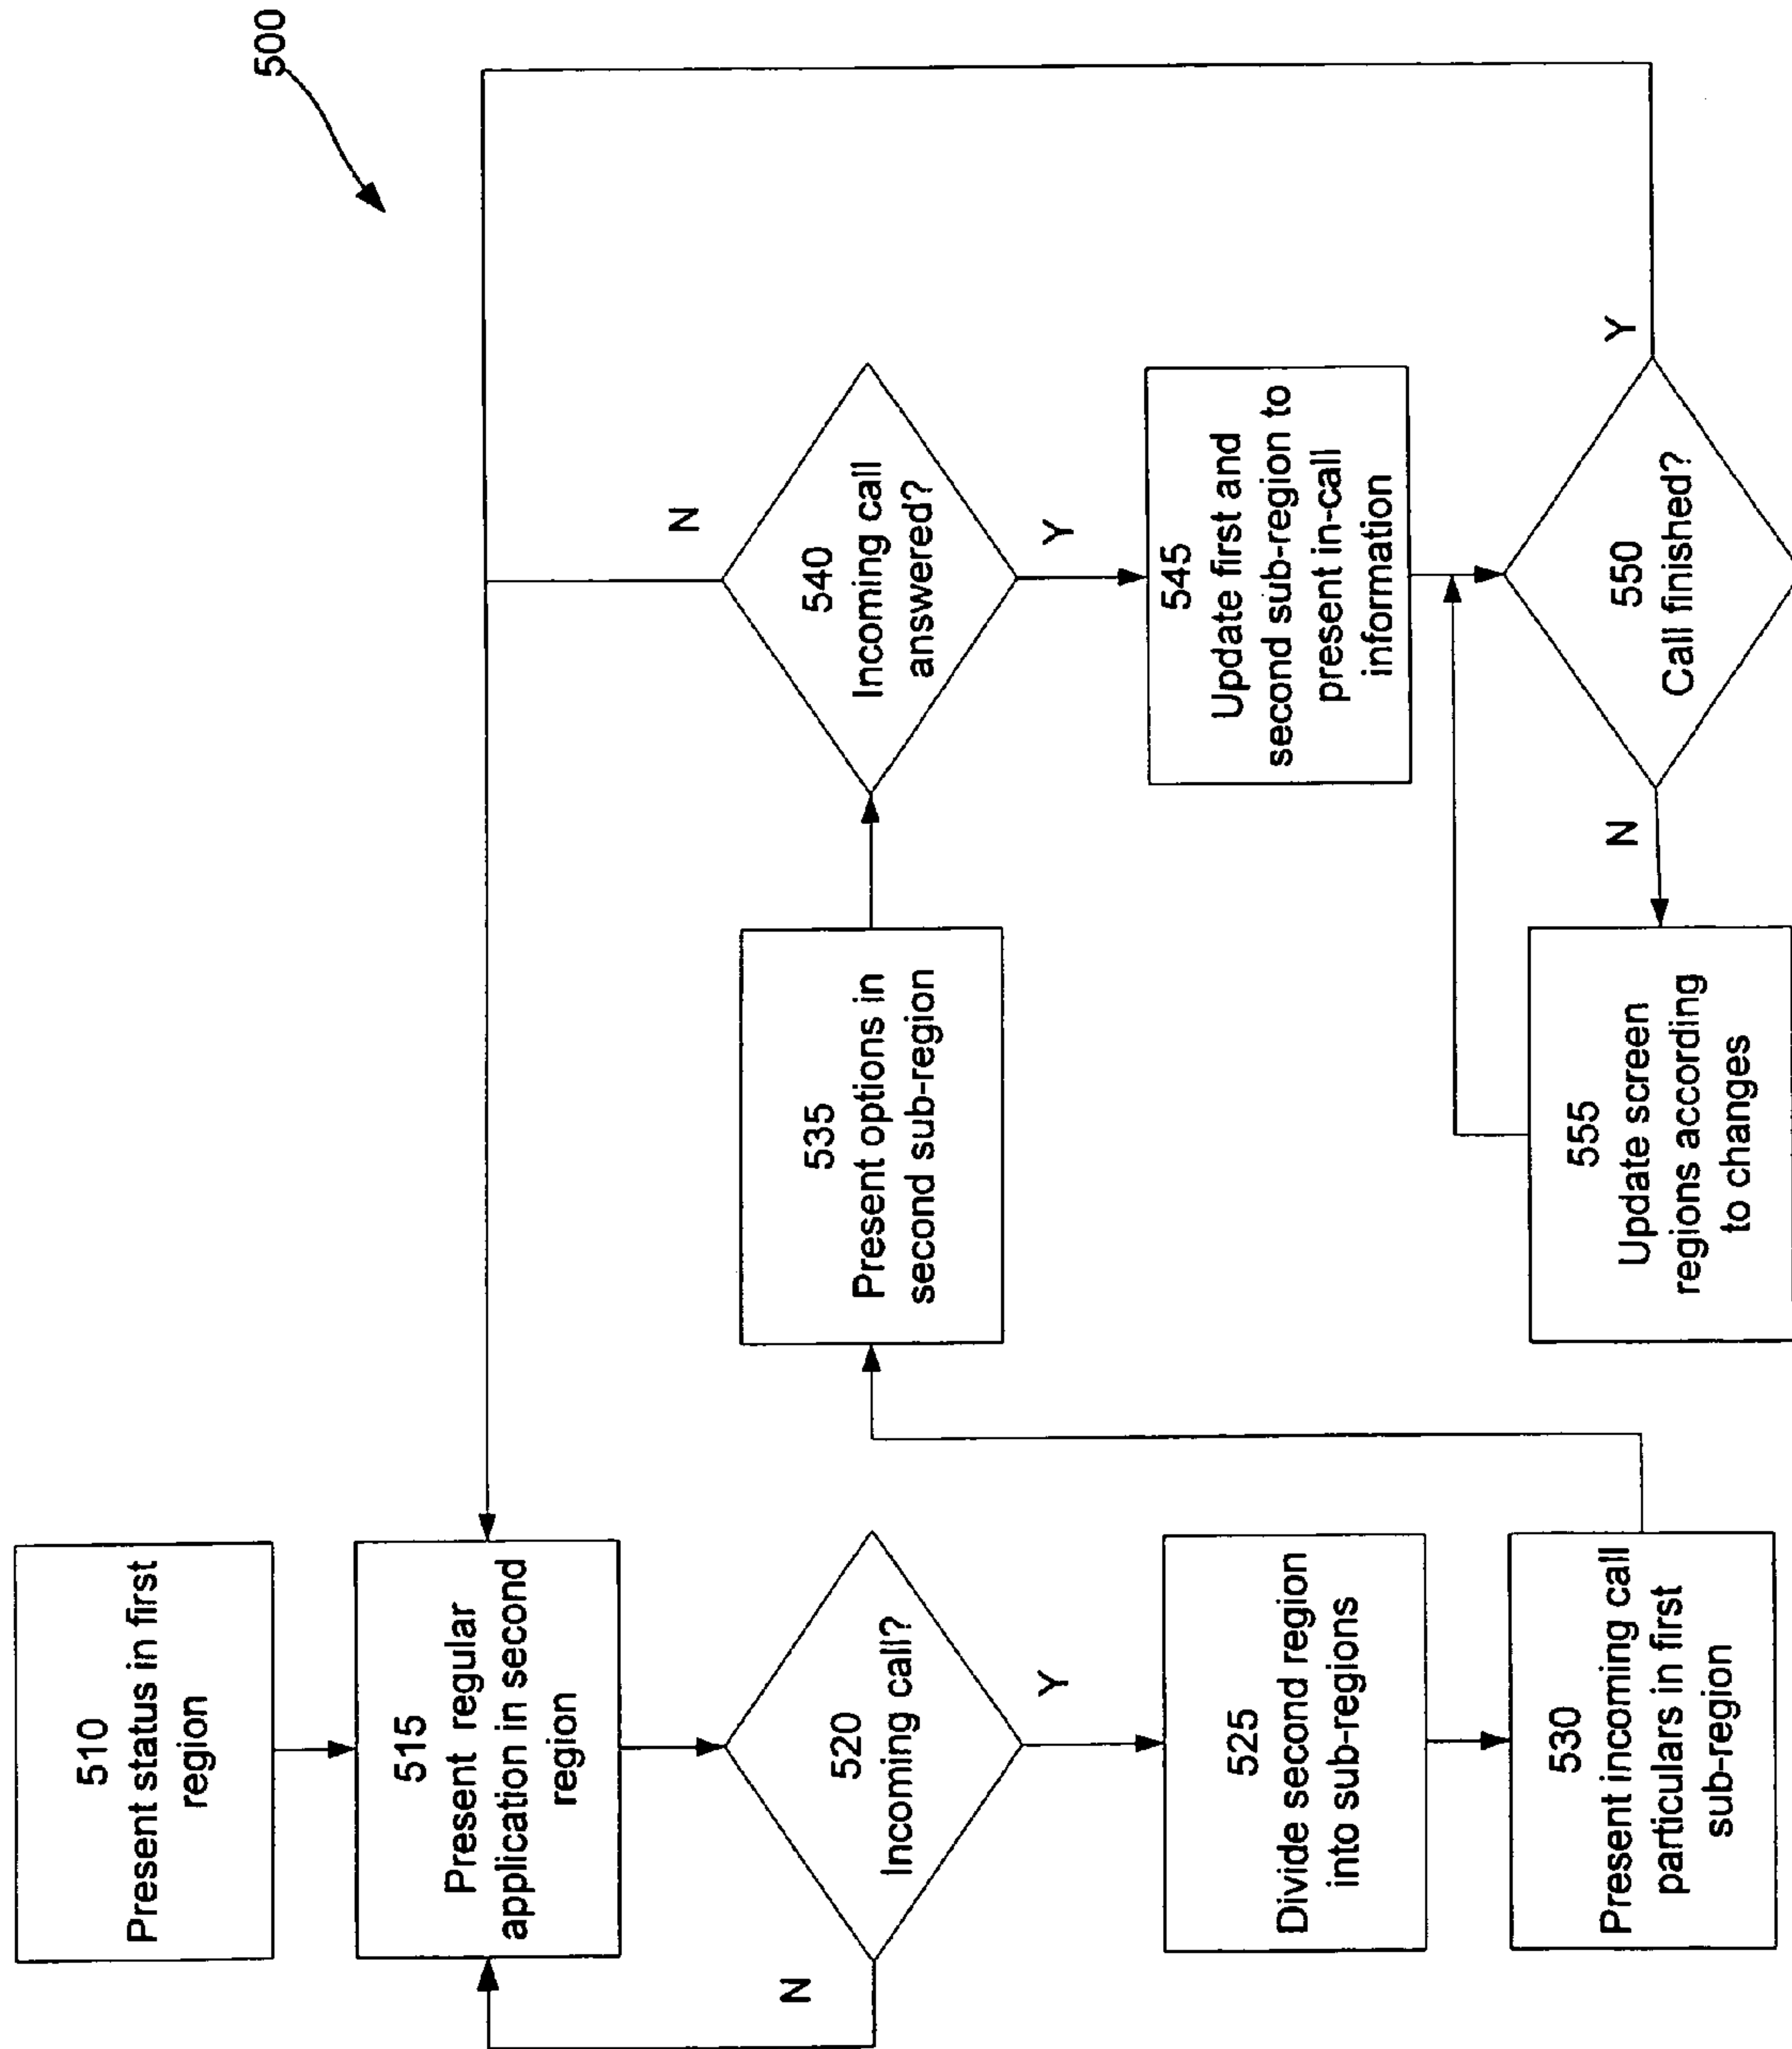 500
510
Present status in first
region
515
Present regular
application in second
region
520
Incoming call?
N
Y
525
Divide second region
into sub-regions
530
Present incoming call
particulars in first
sub-region
535
Present options in
second sub-region
540
Incoming call
answered?
N
Y
545
Update first and
second sub-region to
present in-call
information
550
Call finished?
Y
N
555
Update screen
regions according
to changes